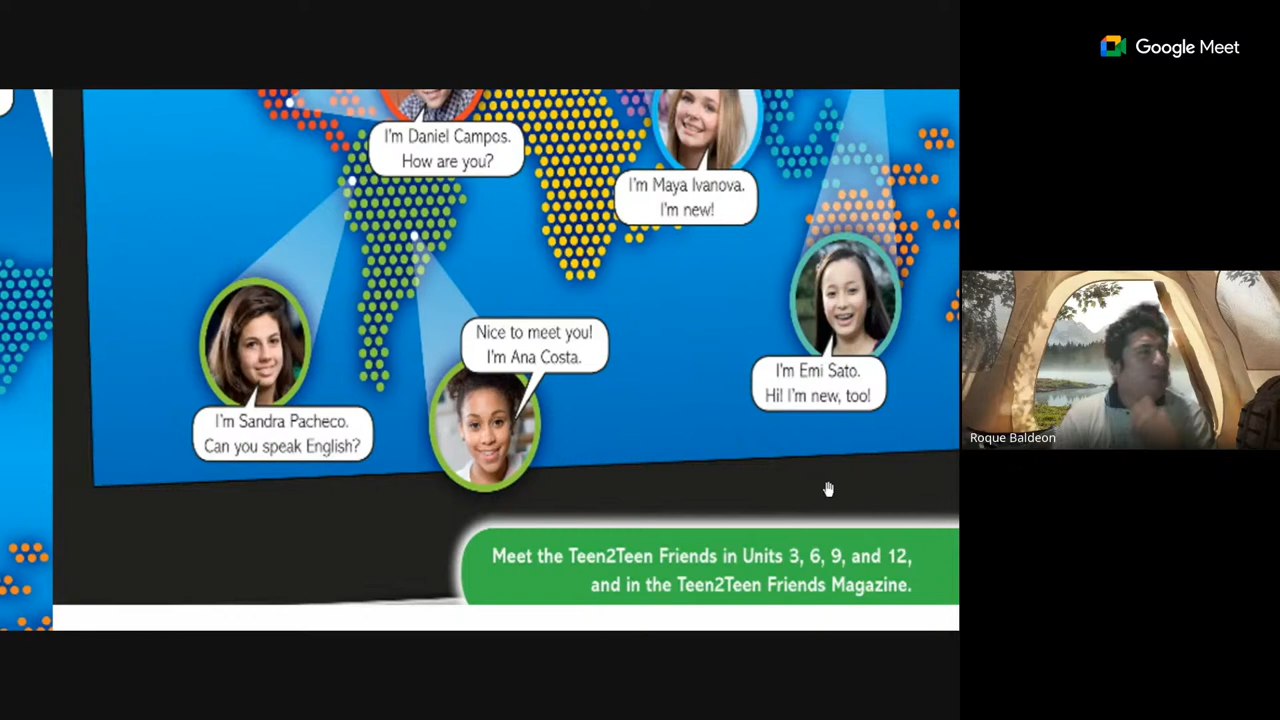 Google Meet
I'm Daniel Campos.
How are you?
I'm Maya Ivanova.
I'm new!
Nice to meet you!
I'm Ana Costa.
I'm Emi Sato.
Hi! I'm new, too!
I'm Sandra Pacheco.
Can you speak English?
Roque Baldeon
Meet the Teen2Teen Friends in Units 3, 6, 9, and 12,
and in the Teen2Teen Friends Magazine.